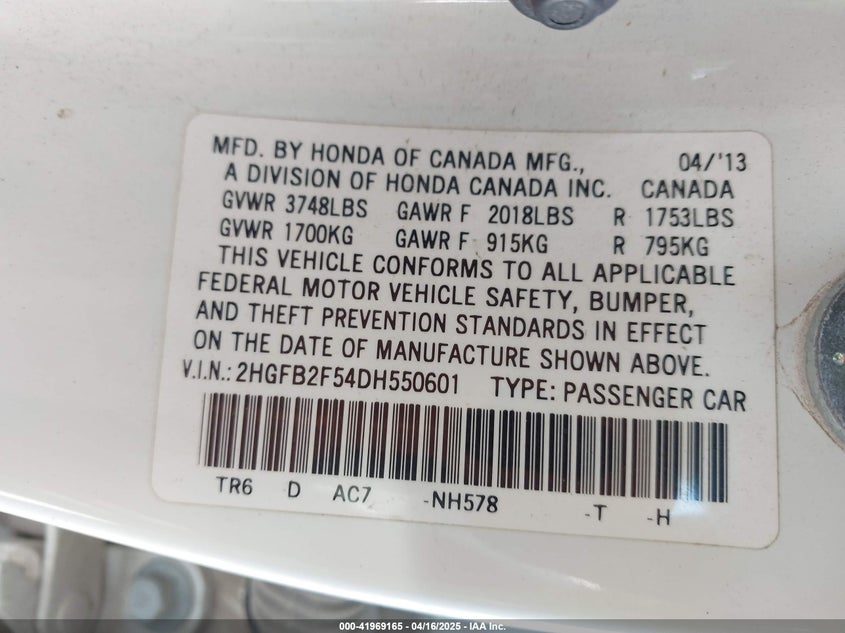 MFD. BY HONDA OF CANADA MFG., 04/'13
A DIVISION OF HONDA CANADA INC. CANADA
GVWR 3748LBS GAWR F 2018LBS R 1753LBS
GVWR 1700KG GAWR F 915KG R 795KG
THIS VEHICLE CONFORMS TO ALL APPLICABLE
FEDERAL MOTOR VEHICLE SAFETY, BUMPER,
AND THEFT PREVENTION STANDARDS IN EFFECT
ON THE DATE OF MANUFACTURE SHOWN ABOVE.
V.I.N.: 2HGFB2F54DH550601 TYPE: PASSENGER CAR
TR6 D AC7 -NH578 -T -H
000-41969165 - 04/16/2025 - IAA Inc.